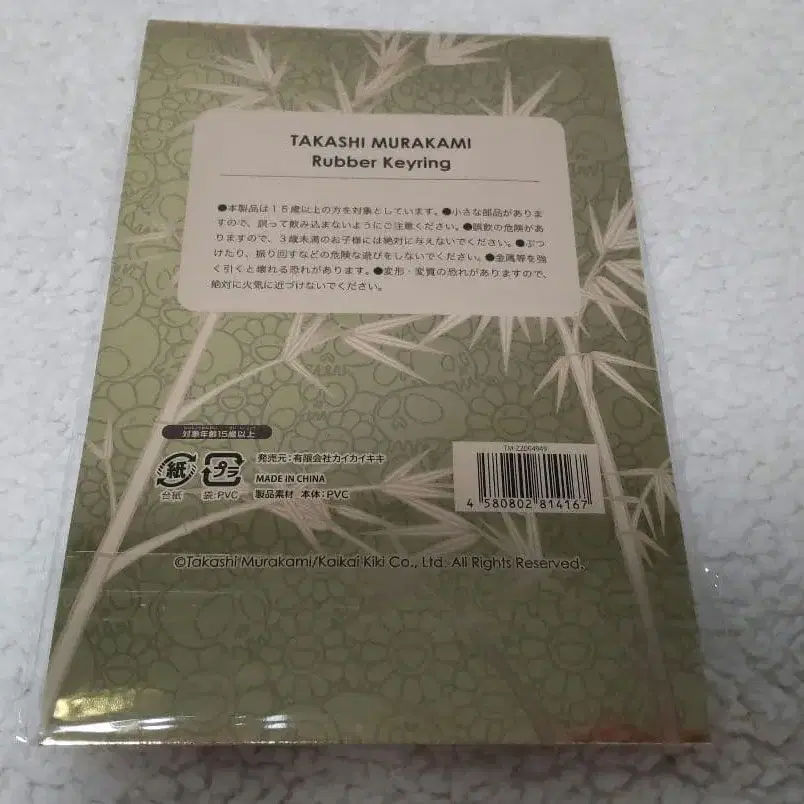 TAKASHI MURAKAMI
Rubber Keyring
●本製品は15歳以上の方を対象としています。●小さな部品がありま
すので、誤って飲み込まないようにご注意ください。●誤飲の危険があ
りますので、3歳未満のお子様には絶対に与えないでください。●ぶつ
けたり、振り回すなどの危険な遊びをしないでください。●金属等を強
く引くと壊れる恐れがあります。●変形・変質の恐れがありますので、
絶対に火気に近づけないでください。
対象年齢15歳以上
紙
台紙
プラ
袋:PVC
発売元:有限会社カイカイキキ
MADE IN CHINA
製品素材 本体:PVC
TM-22064949
4 580802 814167
©Takashi Murakami/Kaikai Kiki Co., Ltd. All Rights Reserved.